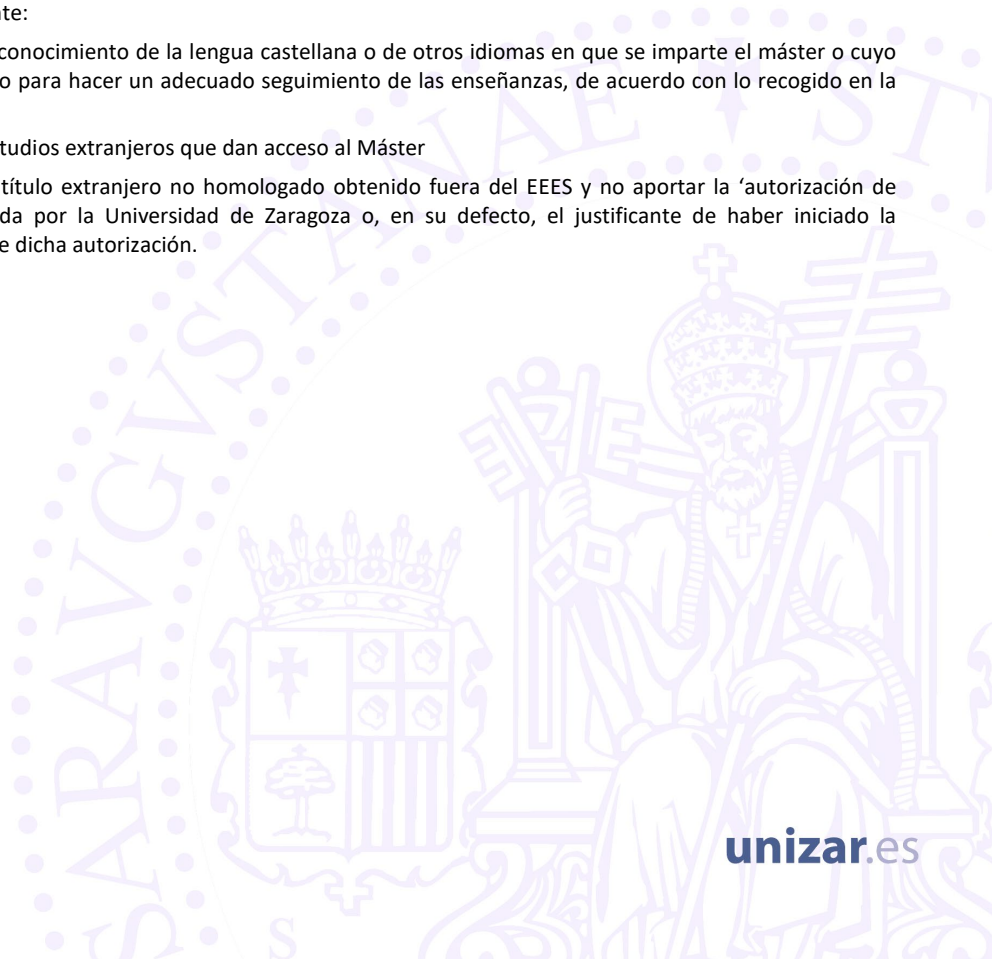 nte:
conocimiento de la lengua castellana o de otros idiomas en que se imparte el máster o cuyo
o para hacer un adecuado seguimiento de las enseñanzas, de acuerdo con lo recogido en la
tudios extranjeros que dan acceso al Máster
título extranjero no homologado obtenido fuera del EEES y no aportar la ‘autorización de
da por la Universidad de Zaragoza o, en su defecto, el justificante de haber iniciado la
e dicha autorización.
SARAVGVSTANAE
ST
S
unizar.es